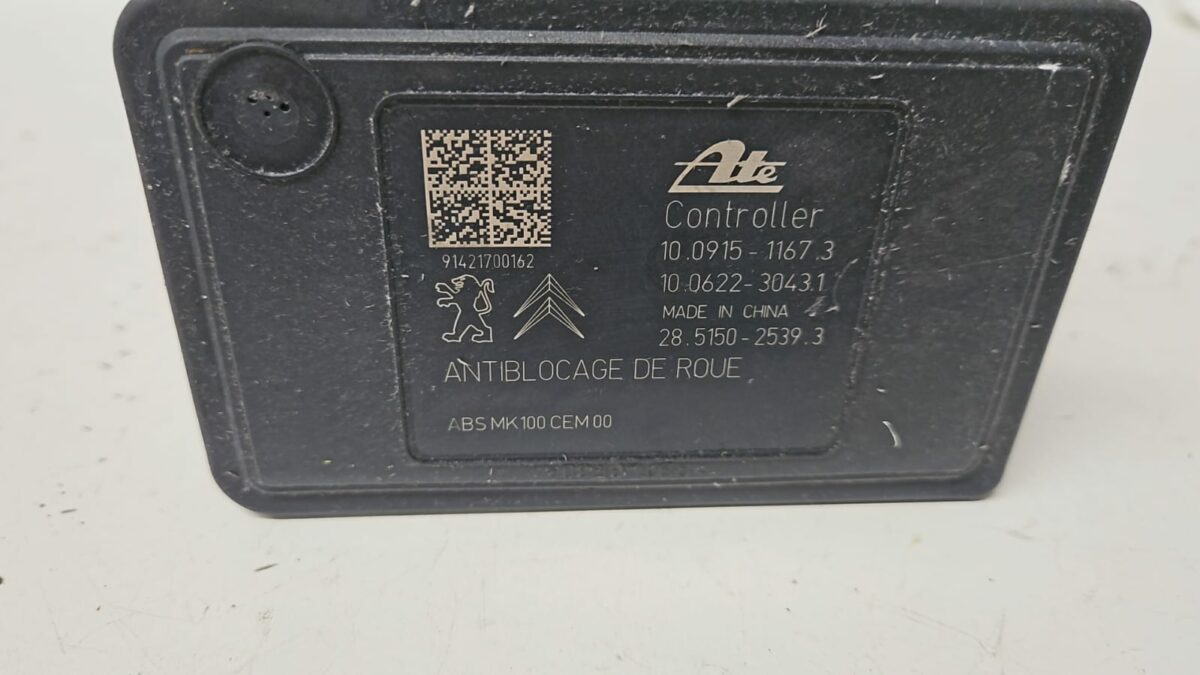 91421700162
Ate
Controller
10.0915-1167.3
10.0622-3043.1
MADE IN CHINA
28.5150-2539.3
ANTIBLOCAGE DE ROUE
ABS MK100 CEM 00